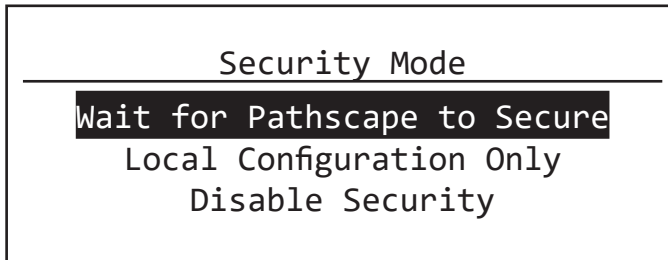 Security Mode
Wait for Pathscape to Secure
Local Configuration Only
Disable Security